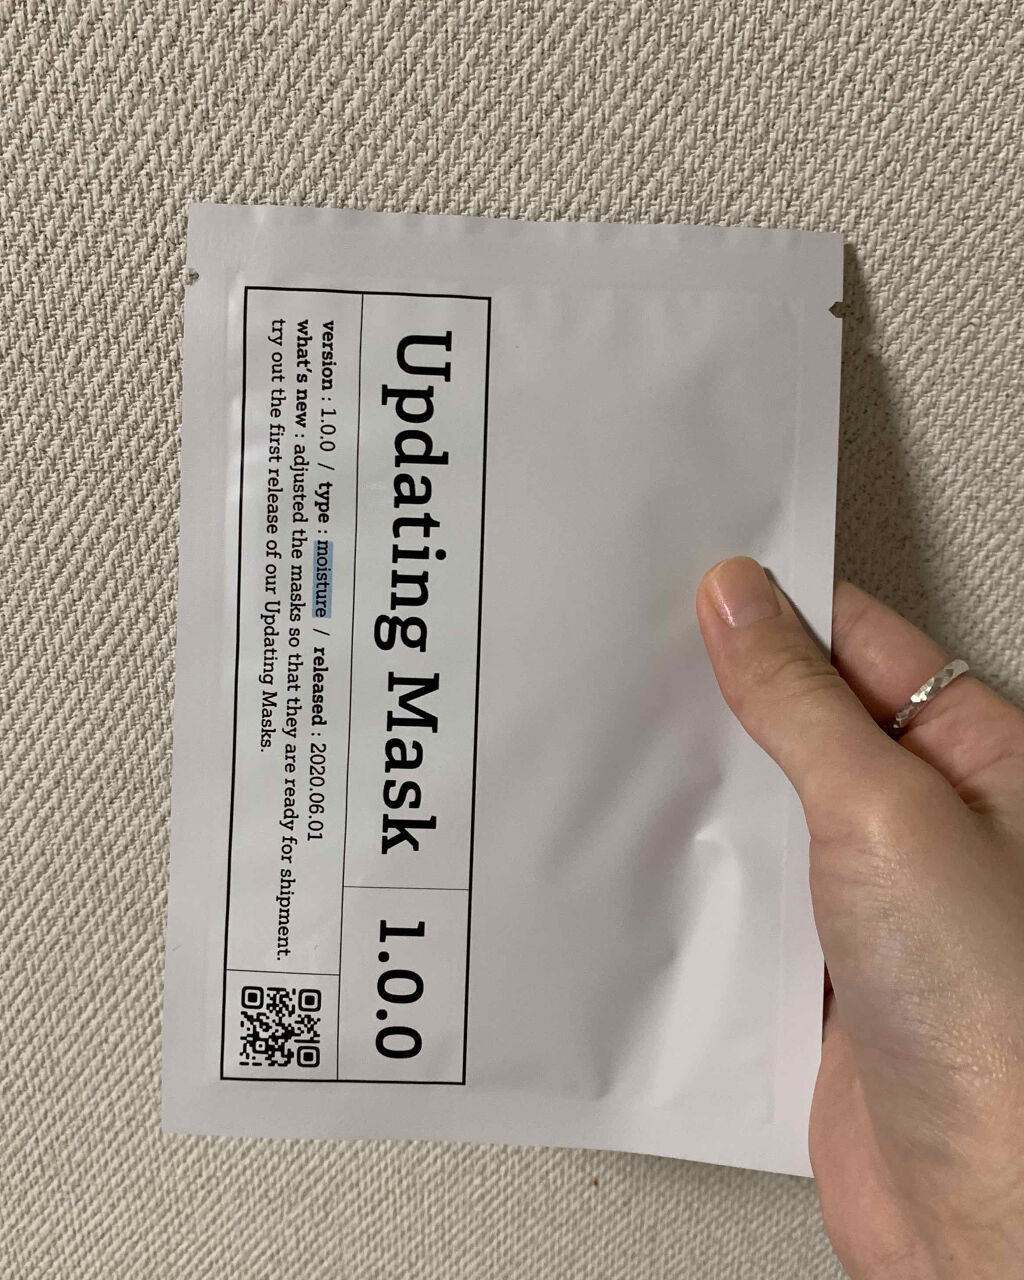 Updating Mask 1.0.0
version : 1.0.0 / type : moisture / released : 2020.06.01
what's new : adjusted the masks so that they are ready for shipment.
try out the first release of our Updating Masks.